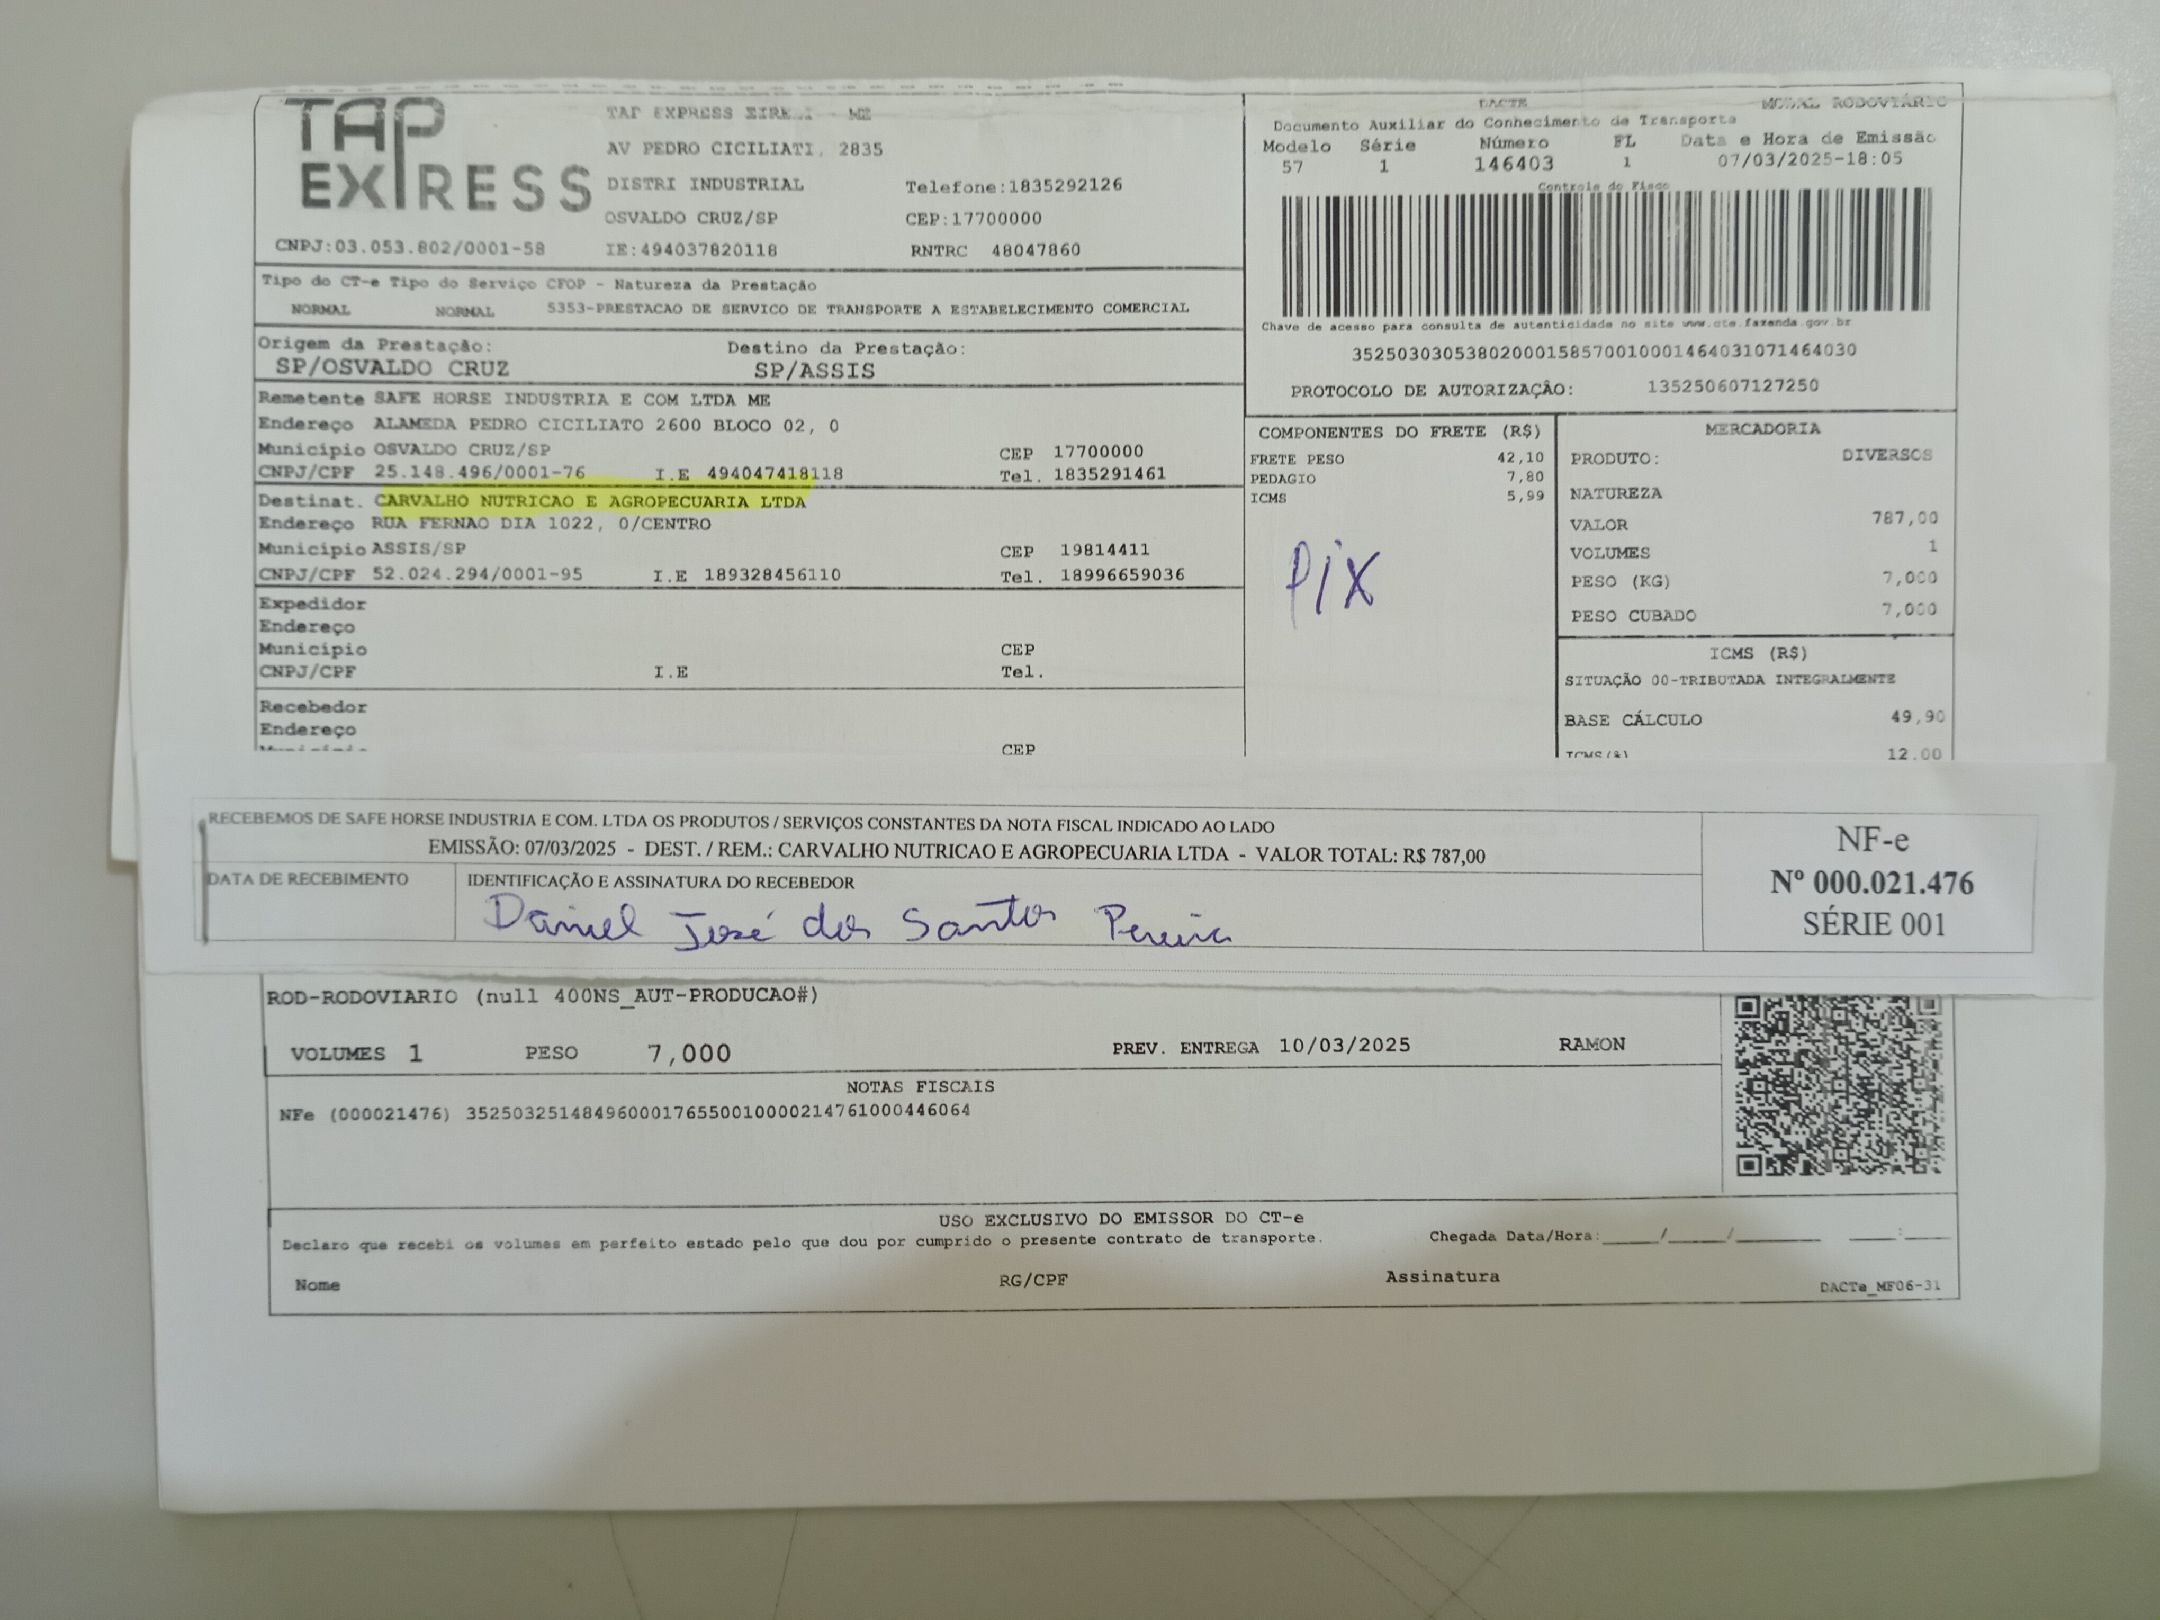 TAP EXPRESS
TAP EXPRESS
AV PEDRO CICILIATI, 2835
DISTRI INDUSTRIAL Telefone:1835292126
OSVALDO CRUZ/SP CEP:17700000
CNPJ:03.053.802/0001-58 IE:494037820118 RNTRC 48047860
DACTE MODAL RODOVIÁRIO
Documento Auxiliar do Conhecimento de Transporte
Modelo Série Número FL Data e Hora de Emissão
57 1 146403 1 07/03/2025-18:05
Controle do Fisco
Chave de acesso para consulta de autenticidade no site www.cte.fazenda.gov.br
35250303053802000158570010001464031071464030
PROTOCOLO DE AUTORIZAÇÃO: 135250607127250
Tipo do CT-e Tipo do Serviço CFOP - Natureza da Prestação
NORMAL NORMAL 5353-PRESTACAO DE SERVICO DE TRANSPORTE A ESTABELECIMENTO COMERCIAL
Origem da Prestação: Destino da Prestação:
SP/OSVALDO CRUZ SP/ASSIS
Remetente SAFE HORSE INDUSTRIA E COM LTDA ME
Endereço ALAMEDA PEDRO CICILIATO 2600 BLOCO 02, 0
Município OSVALDO CRUZ/SP CEP 17700000
CNPJ/CPF 25.148.496/0001-76 I.E 494047418118 Tel. 1835291461
Destinat. CARVALHO NUTRICAO E AGROPECUARIA LTDA
Endereço RUA FERNAO DIA 1022, 0/CENTRO
Município ASSIS/SP CEP 19814411
CNPJ/CPF 52.024.294/0001-95 I.E 189328456110 Tel. 18996659036
Expedidor
Endereço
Município CEP
CNPJ/CPF I.E Tel.
Recebedor
Endereço
CEP
COMPONENTES DO FRETE (R$)
FRETE PESO 42,10
PEDAGIO 7,80
ICMS 5,99
PIX
MERCADORIA
PRODUTO: DIVERSOS
NATUREZA
VALOR 787,00
VOLUMES 1
PESO (KG) 7,000
PESO CUBADO 7,000
ICMS (R$)
SITUAÇÃO 00-TRIBUTADA INTEGRALMENTE
BASE CÁLCULO 49,90
ICMS(%) 12.00
RECEBEMOS DE SAFE HORSE INDUSTRIA E COM. LTDA OS PRODUTOS / SERVIÇOS CONSTANTES DA NOTA FISCAL INDICADO AO LADO
EMISSÃO: 07/03/2025 - DEST. / REM.: CARVALHO NUTRICAO E AGROPECUARIA LTDA - VALOR TOTAL: R$ 787,00
DATA DE RECEBIMENTO IDENTIFICAÇÃO E ASSINATURA DO RECEBEDOR
Daniel José dos Santos Pereira
NF-e
Nº 000.021.476
SÉRIE 001
ROD-RODOVIARIO (null 400NS_AUT-PRODUCAO#)
VOLUMES 1 PESO 7,000 PREV. ENTREGA 10/03/2025 RAMON
NOTAS FISCAIS
NFe (000021476) 35250325148496000176550010000214761000446064
USO EXCLUSIVO DO EMISSOR DO CT-e
Declaro que recebi os volumes em perfeito estado pelo que dou por cumprido o presente contrato de transporte. Chegada Data/Hora:_____/_____/________ ____:____
Nome RG/CPF Assinatura DACTe_MF06-31